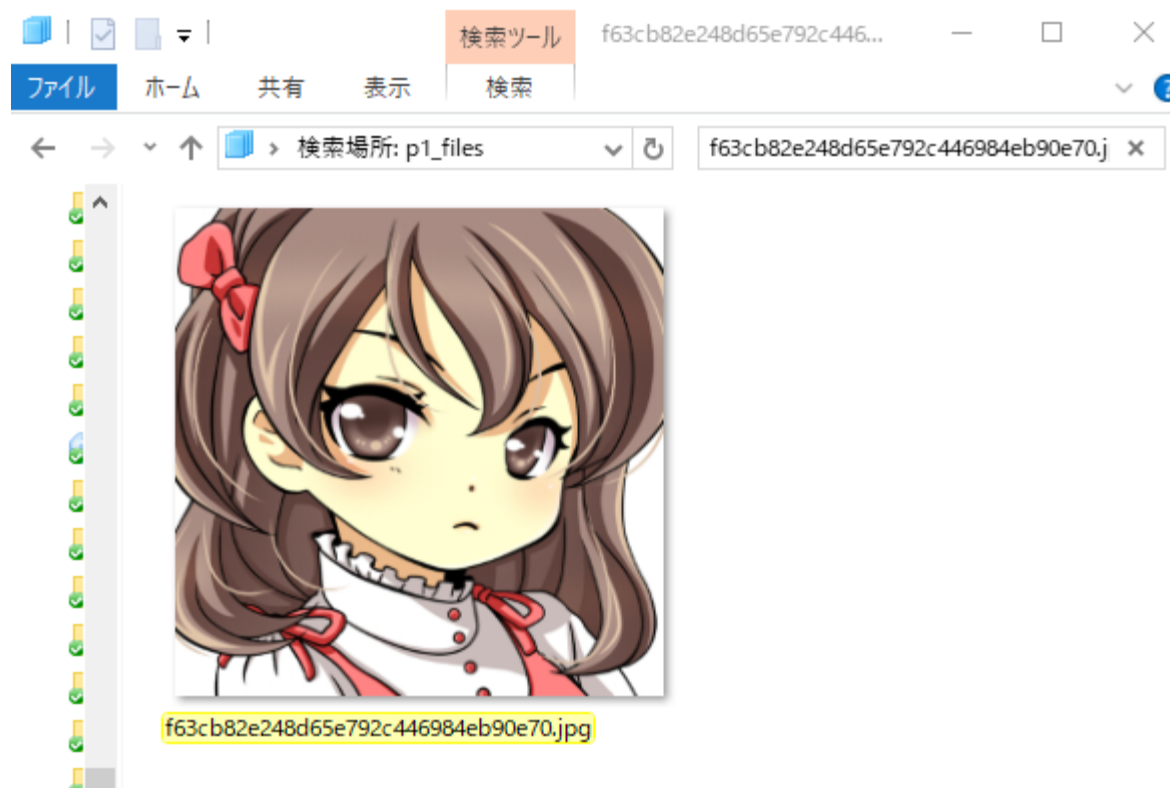 検索ツール f63cb82e248d65e792c446...
ファイル ホーム 共有 表示 検索
検索場所: p1_files f63cb82e248d65e792c446984eb90e70.j
f63cb82e248d65e792c446984eb90e70.jpg